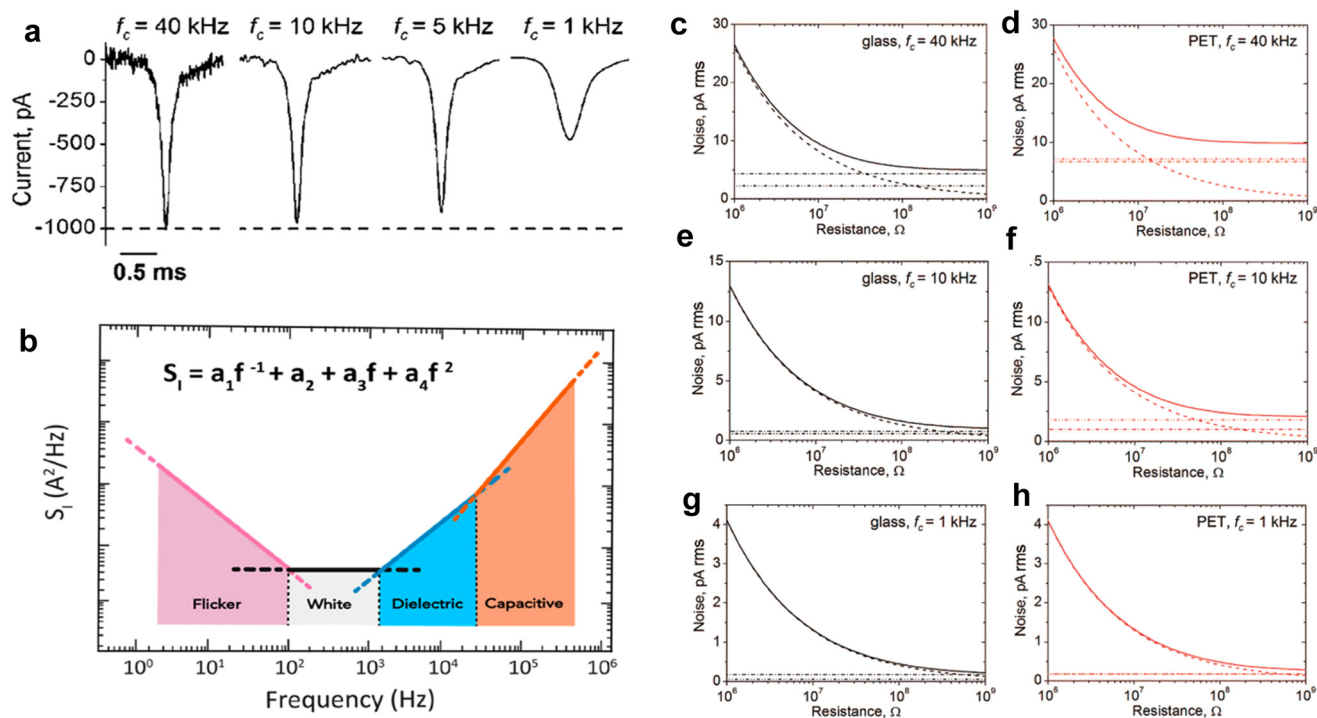 a
f_c = 40 kHz f_c = 10 kHz f_c = 5 kHz f_c = 1 kHz
Current, pA
0
-250
-500
-750
-1000
0.5 ms
b
S_I = a_1 f^-1 + a_2 + a_3 f + a_4 f^2
S_I (A^2/Hz)
Flicker White Dielectric Capacitive
10^0 10^1 10^2 10^3 10^4 10^5 10^6
Frequency (Hz)
c
glass, f_c = 40 kHz
Noise, pA rms
30
20
10
0
10^6 10^7 10^8 10^9
Resistance, Ω
d
PET, f_c = 40 kHz
Noise, pA rms
30
20
10
0
10^6 10^7 10^8 10^9
Resistance, Ω
e
glass, f_c = 10 kHz
Noise, pA rms
15
10
5
0
10^6 10^7 10^8 10^9
Resistance, Ω
f
PET, f_c = 10 kHz
Noise, pA rms
.5
10
5
0
10^6 10^7 10^8 10^9
Resistance, Ω
g
glass, f_c = 1 kHz
Noise, pA rms
4
3
2
1
0
10^6 10^7 10^8 10^9
Resistance, Ω
h
PET, f_c = 1 kHz
Noise, pA rms
4
3
2
1
0
10^6 10^7 10^8 10^9
Resistance, Ω